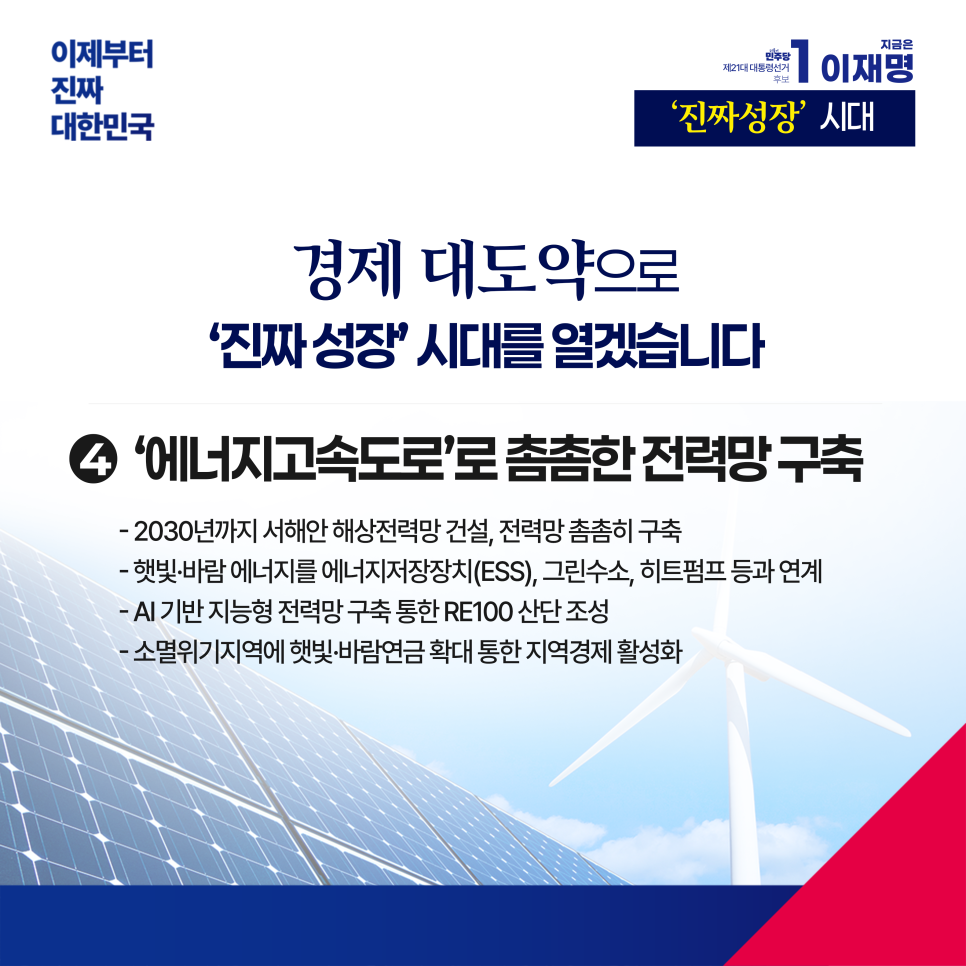 이제부터
진짜
대한민국
민주당
제21대 대통령선거
후보
1
지금은
이재명
‘진짜성장’ 시대
경제 대도약으로
‘진짜 성장’ 시대를 열겠습니다
4 ‘에너지고속도로’로 촘촘한 전력망 구축
- 2030년까지 서해안 해상전력망 건설, 전력망 촘촘히 구축
- 햇빛·바람 에너지를 에너지저장장치(ESS), 그린수소, 히트펌프 등과 연계
- AI 기반 지능형 전력망 구축 통한 RE100 산단 조성
- 소멸위기지역에 햇빛·바람연금 확대 통한 지역경제 활성화